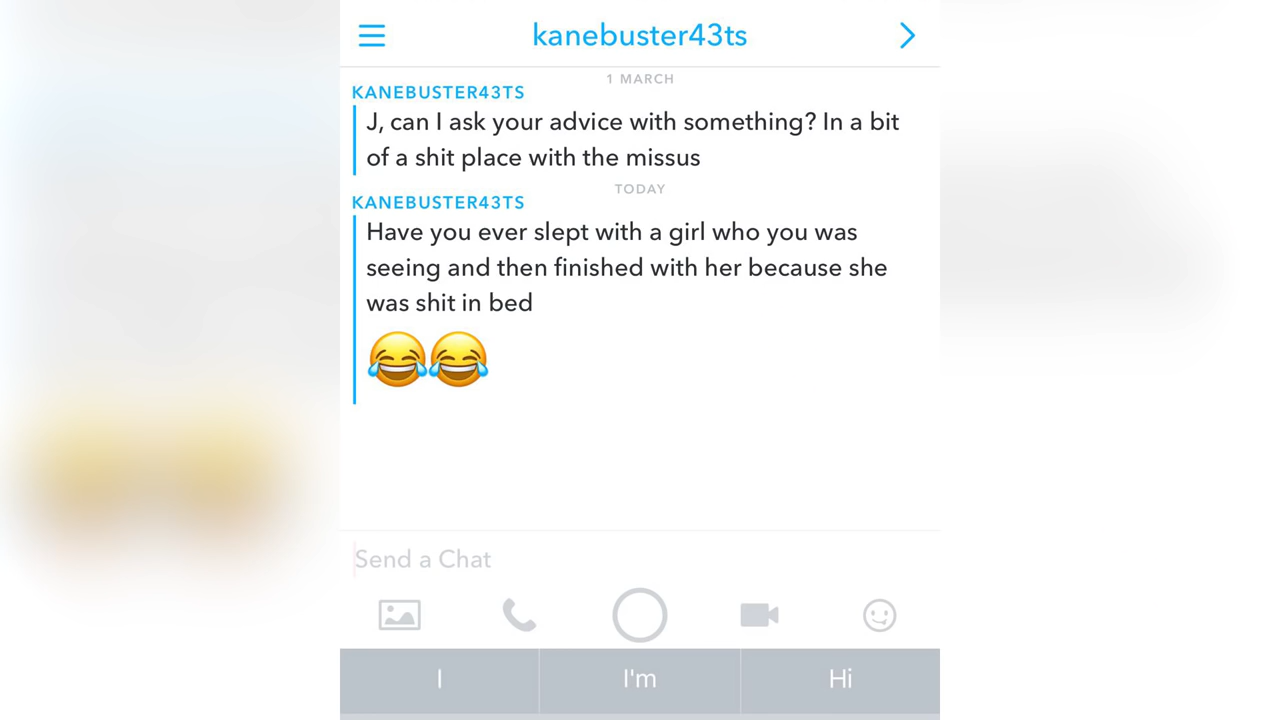 kanebuster43ts
1 MARCH
KANEBUSTER43TS
J, can I ask your advice with something? In a bit
of a shit place with the missus
TODAY
KANEBUSTER43TS
Have you ever slept with a girl who you was
seeing and then finished with her because she
was shit in bed
😂😂
Send a Chat
I
I'm
Hi